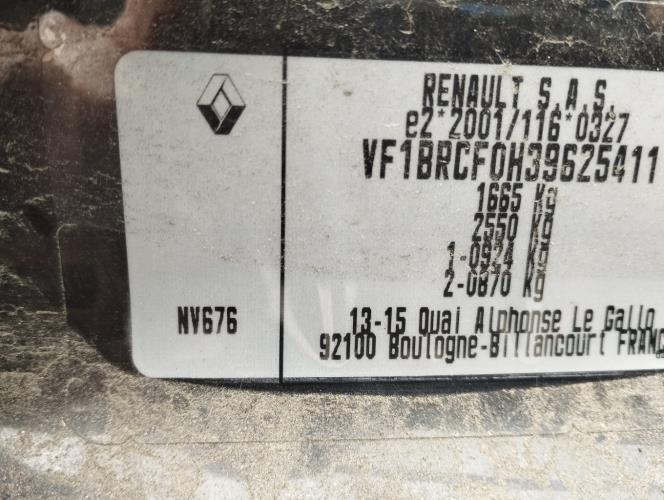 RENAULT S.A.S.
e2*2001/116*0327
VF1BRCF0H39625411
1665 Kg
2550 Kg
1-0924 Kg
2-0870 kg
NV676
13-15 Quai Alphonse Le Gallo
92100 Boulogne-Billancourt FRANC